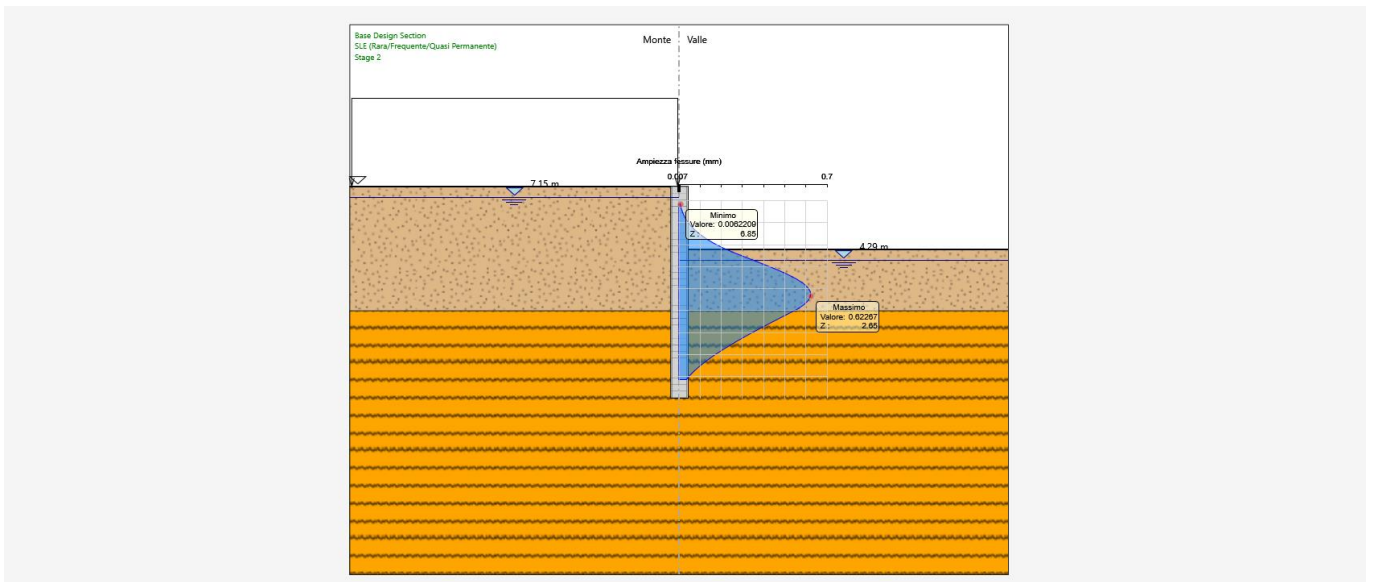 Base Design Section
SLE (Rara/Frequente/Quasi Permanente)
Stage 2
Monte
Valle
Ampiezza fessure (mm)
0.007
0.7
7.15 m
Minimo
Valore: 0.0062209
Z : 6.85
4.29 m
Massimo
Valore: 0.62267
Z : 2.65